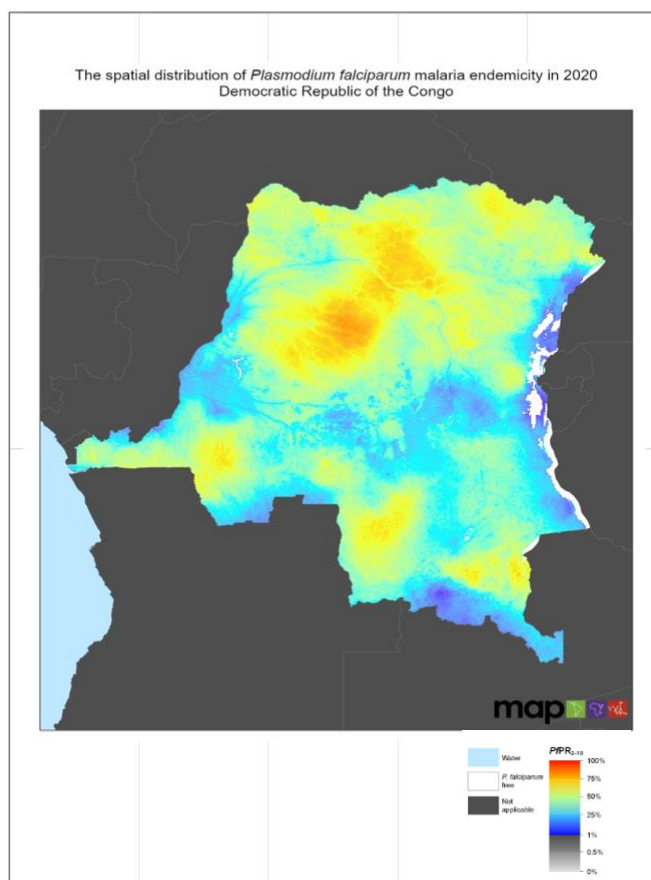 The spatial distribution of Plasmodium falciparum malaria endemicity in 2020
Democratic Republic of the Congo
map
Water
P. falciparum
free
Not
applicable
PfPR2-10
100%
75%
50%
25%
1%
0.5%
0%